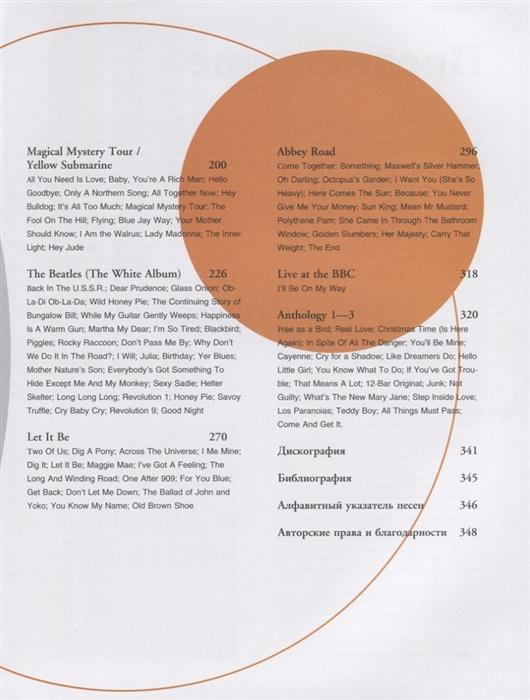 Magical Mystery Tour /
Yellow Submarine 200
All You Need Is Love; Baby, You're A Rich Man; Hello
Goodbye; Only A Northern Song; All Together Now; Hey
Bulldog; It's All Too Much; Magical Mystery Tour; The
Fool On The Hill; Flying; Blue Jay Way; Your Mother
Should Know; I Am the Walrus; Lady Madonna; The Inner
Light; Hey Jude
The Beatles (The White Album) 226
Back In The U.S.S.R.; Dear Prudence; Glass Onion; Ob-
La-Di Ob-La-Da; Wild Honey Pie; The Continuing Story of
Bungalow Bill; While My Guitar Gently Weeps; Happiness
Is A Warm Gun; Martha My Dear; I'm So Tired; Blackbird;
Piggies; Rocky Raccoon; Don't Pass Me By; Why Don't
We Do It In The Road?; I Will; Julia; Birthday; Yer Blues;
Mother Nature's Son; Everybody's Got Something To
Hide Except Me And My Monkey; Sexy Sadie; Helter
Skelter; Long Long Long; Revolution 1; Honey Pie; Savoy
Truffle; Cry Baby Cry; Revolution 9; Good Night
Let It Be 270
Two Of Us; Dig A Pony; Across The Universe; I Me Mine;
Dig It; Let It Be; Maggie Mae; I've Got A Feeling; The
Long And Winding Road; One After 909; For You Blue;
Get Back; Don't Let Me Down; The Ballad of John and
Yoko; You Know My Name; Old Brown Shoe
Abbey Road 296
Come Together; Something; Maxwell's Silver Hammer;
Oh Darling; Octopus's Garden; I Want You (She's So
Heavy); Here Comes The Sun; Because; You Never
Give Me Your Money; Sun King; Mean Mr Mustard;
Polythene Pam; She Came In Through The Bathroom
Window; Golden Slumbers; Her Majesty; Carry That
Weight; The End
Live at the BBC 318
I'll Be On My Way
Anthology 1—3 320
Free as a Bird; Real Love; Christmas Time (Is Here
Again); In Spite Of All The Danger; You'll Be Mine;
Cayenne; Cry for a Shadow; Like Dreamers Do; Hello
Little Girl; You Know What To Do; If You've Got Trou-
ble; That Means A Lot; 12-Bar Original; Junk; Not
Guilty; What's The New Mary Jane; Step Inside Love;
Los Paranoias; Teddy Boy; All Things Must Pass;
Come And Get It.
Дискография 341
Библиография 345
Алфавитный указатель песен 346
Авторские права и благодарности 348